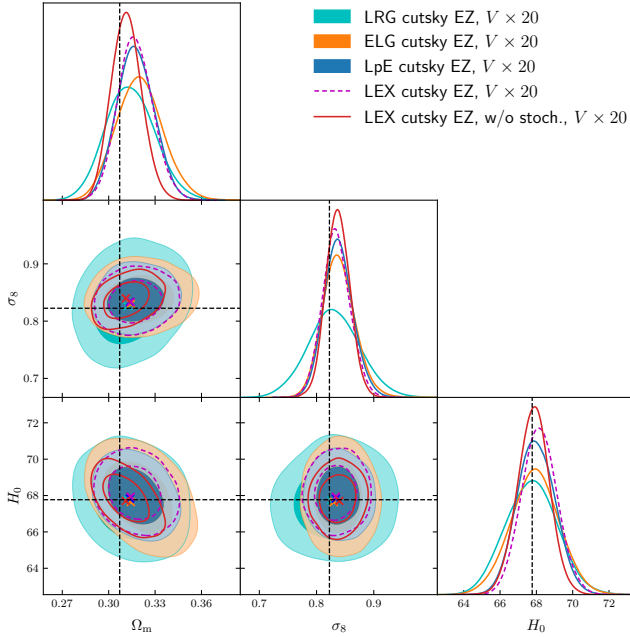 LRG cutsky EZ, V × 20
ELG cutsky EZ, V × 20
LpE cutsky EZ, V × 20
LEX cutsky EZ, V × 20
LEX cutsky EZ, w/o stoch., V × 20
0.9
0.8
0.7
σ₈
72
70
68
66
64
H₀
0.27 0.30 0.33 0.36
0.7 0.8 0.9
64 66 68 70 72
Ωₘ σ₈ H₀